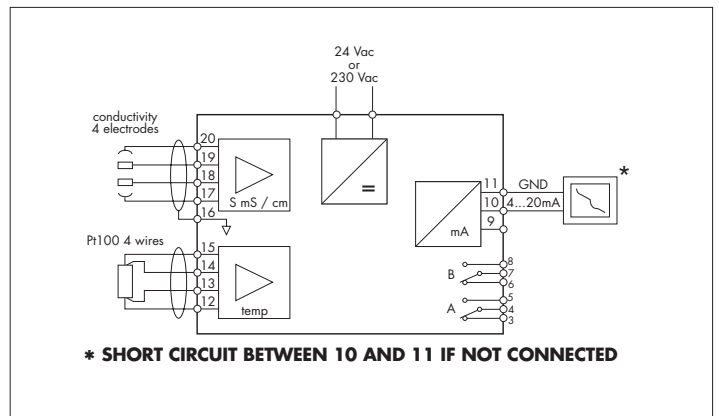 24 Vac
or
230 Vac
conductivity
4 electrodes
20
19
18
17
S mS / cm
16
=
11
GND
*
10
4...20mA
9
mA
Pt100 4 wires
15
14
13
12
temp
8
B
7
6
5
A
4
3
* SHORT CIRCUIT BETWEEN 10 AND 11 IF NOT CONNECTED